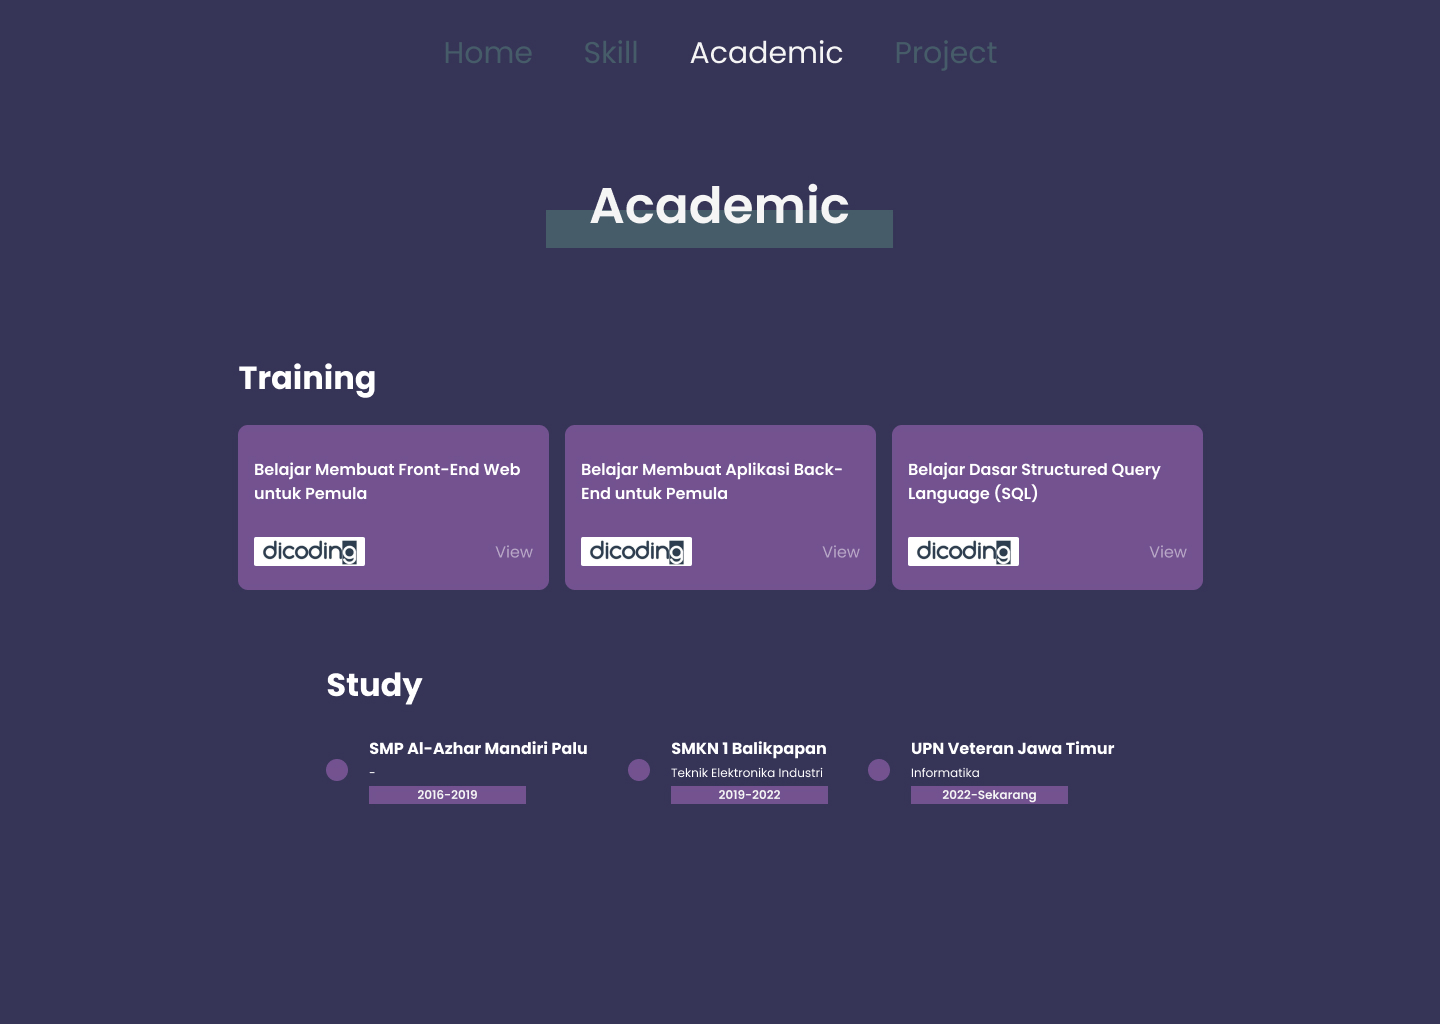 Home Skill Academic Project
Academic
Training
Belajar Membuat Front-End Web
untuk Pemula
dicoding
View
Belajar Membuat Aplikasi Back-
End untuk Pemula
dicoding
View
Belajar Dasar Structured Query
Language (SQL)
dicoding
View
Study
SMP Al-Azhar Mandiri Palu
-
2016-2019
SMKN 1 Balikpapan
Teknik Elektronika Industri
2019-2022
UPN Veteran Jawa Timur
Informatika
2022-Sekarang